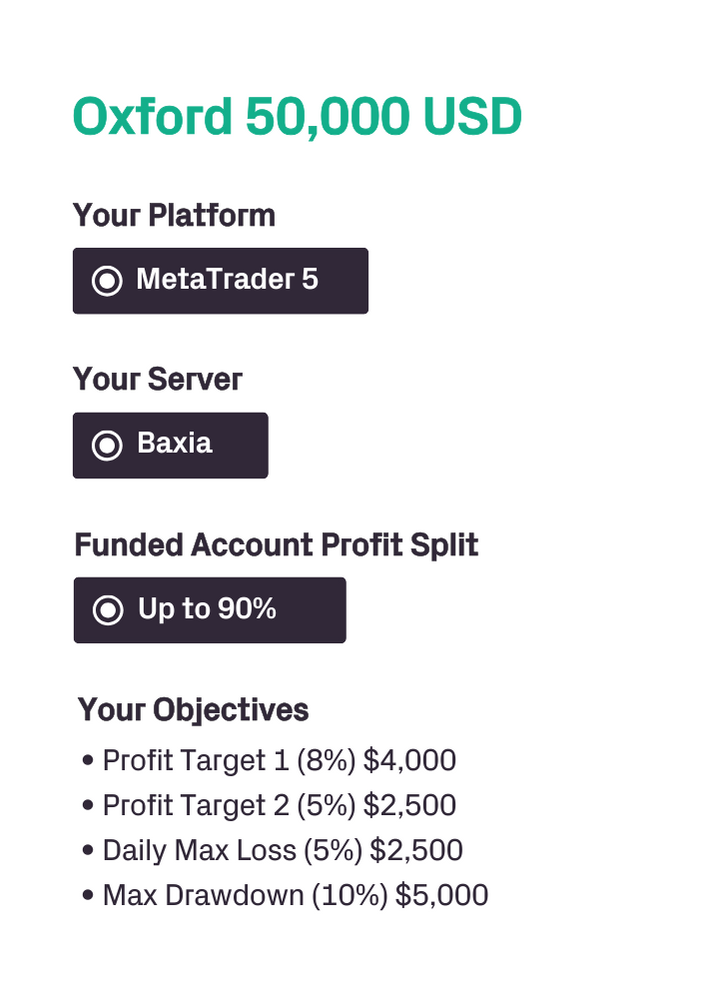 Oxford 50,000 USD
Your Platform
MetaTrader 5
Your Server
Baxia
Funded Account Profit Split
Up to 90%
Your Objectives
• Profit Target 1 (8%) $4,000
• Profit Target 2 (5%) $2,500
• Daily Max Loss (5%) $2,500
• Max Drawdown (10%) $5,000